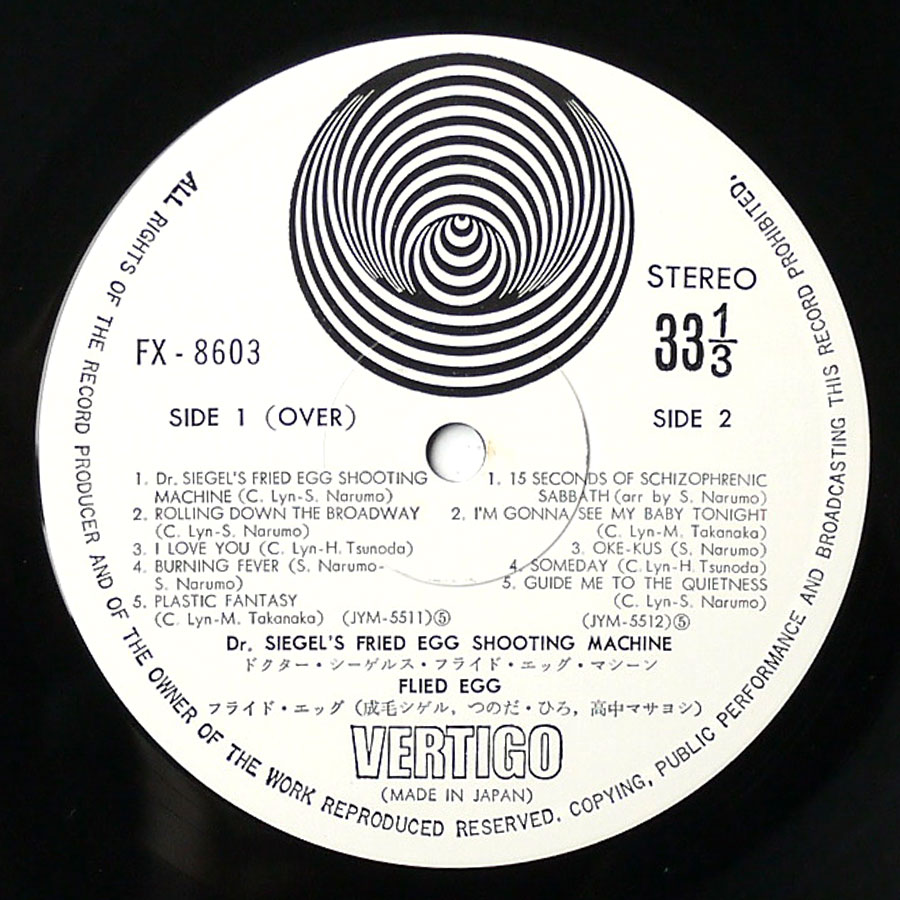 STEREO
33 1/3
FX - 8603
SIDE 1 (OVER)
SIDE 2
1. Dr. SIEGEL'S FRIED EGG SHOOTING
MACHINE (C. Lyn-S. Narumo)
2. ROLLING DOWN THE BROADWAY
(C. Lyn-S. Narumo)
3. I LOVE YOU (C. Lyn-H. Tsunoda)
4. BURNING FEVER (S. Narumo-
S. Narumo)
5. PLASTIC FANTASY
(C. Lyn-M. Takanaka) (JYM-5511)⑤
1. 15 SECONDS OF SCHIZOPHRENIC
SABBATH (arr by S. Narumo)
2. I'M GONNA SEE MY BABY TONIGHT
(C. Lyn-M. Takanaka)
3. OKE-KUS (S. Narumo)
4. SOMEDAY (C. Lyn-H. Tsunoda)
5. GUIDE ME TO THE QUIETNESS
(C. Lyn-S. Narumo)
(JYM-5512)⑤
Dr. SIEGEL'S FRIED EGG SHOOTING MACHINE
ドクター・シーゲルス・フライド・エッグ・マシーン
FLIED EGG
フライド・エッグ (成毛シゲル, つのだ・ひろ, 高中マサヨシ)
VERTIGO
(MADE IN JAPAN)
ALL RIGHTS OF THE RECORD PRODUCER AND OF THE OWNER OF THE WORK REPRODUCED RESERVED. COPYING, PUBLIC PERFORMANCE AND BROADCASTING THIS RECORD PROHIBITED.